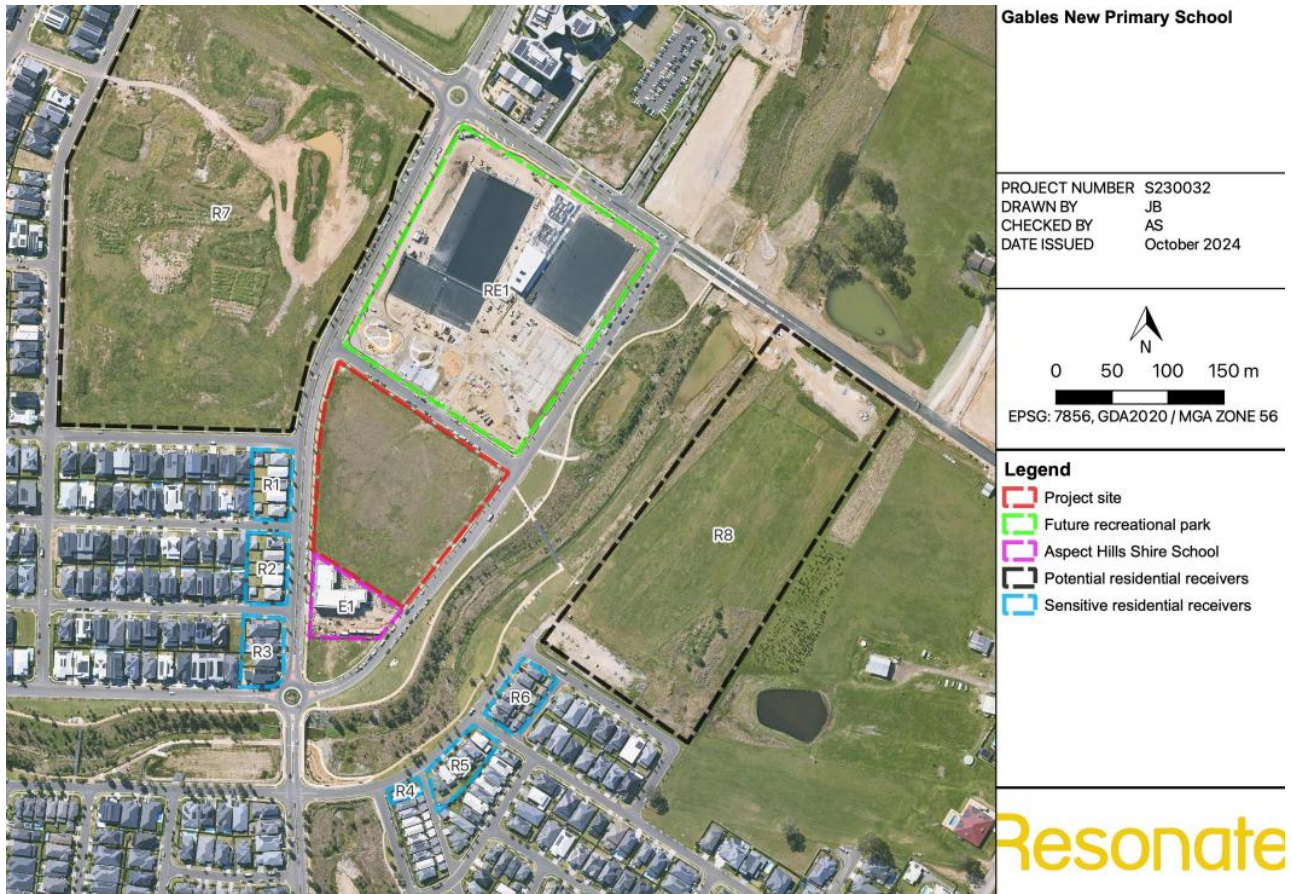 Gables New Primary School
PROJECT NUMBER S230032
DRAWN BY JB
CHECKED BY AS
DATE ISSUED October 2024
N
0 50 100 150 m
EPSG: 7856, GDA2020 / MGA ZONE 56
Legend
Project site
Future recreational park
Aspect Hills Shire School
Potential residential receivers
Sensitive residential receivers
Resonate
R7
RE1
R1
R2
R8
E1
R3
R6
R5
R4